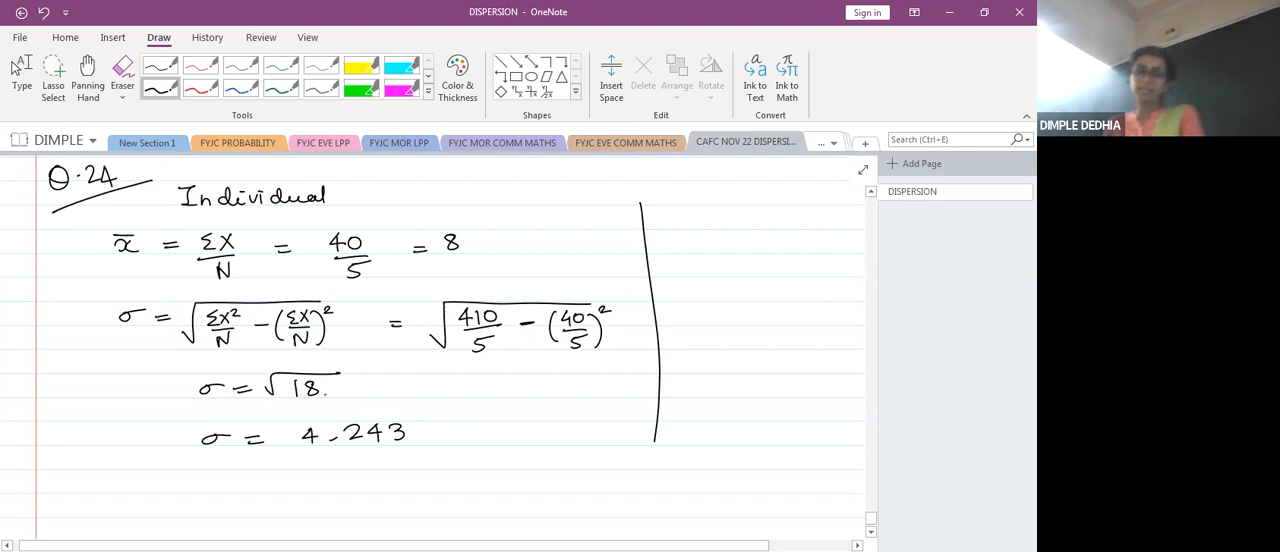 DISPERSION - OneNote
Sign in
File Home Insert Draw History Review View
Type
Lasso Select
Panning Hand
Eraser
Color & Thickness
Insert Space
Delete
Arrange
Rotate
Ink to Text
Ink to Math
Tools
Shapes
Edit
Convert
DIMPLE DEDHIA
DIMPLE
New Section 1
FYJC PROBABILITY
FYJC EVE LPP
FYJC MOR LPP
FYJC MOR COMM MATHS
FYJC EVE COMM MATHS
CAFC NOV 22 DISPERSI...
...
Search (Ctrl+E)
Add Page
DISPERSION
Q.24
Individual
x̄ = ΣX/N = 40/5 = 8
σ = √(ΣX²/N - (ΣX/N)²) = √(410/5 - (40/5)²)
σ = √18.
σ = 4.243